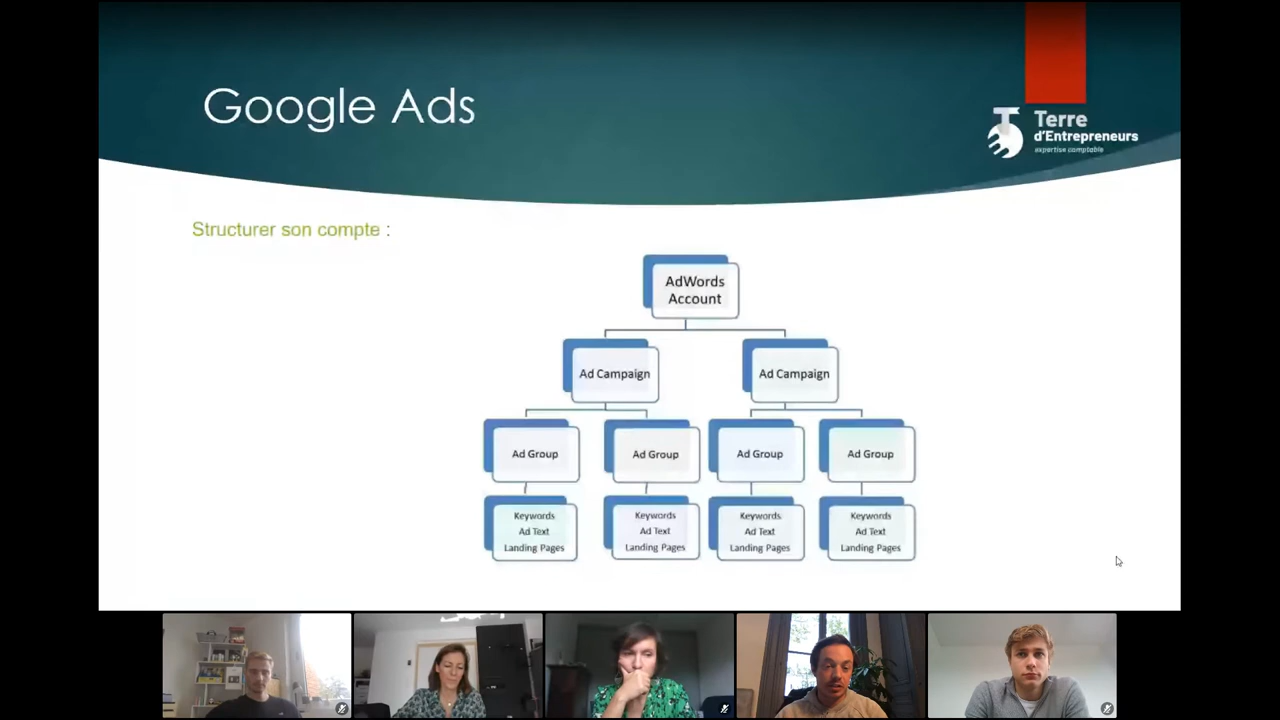 Google Ads
Terre
d'Entrepreneurs
expertise comptable
Structurer son compte :
AdWords
Account
Ad Campaign
Ad Campaign
Ad Group
Ad Group
Ad Group
Ad Group
Keywords
Ad Text
Landing Pages
Keywords
Ad Text
Landing Pages
Keywords
Ad Text
Landing Pages
Keywords
Ad Text
Landing Pages